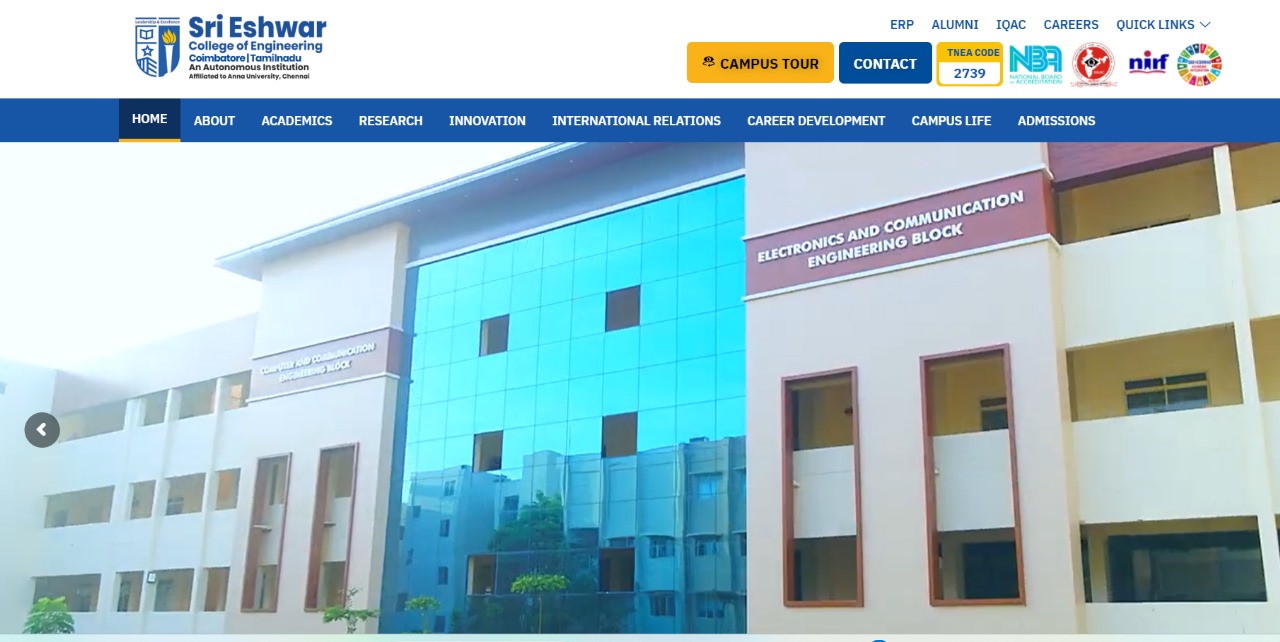 Leadership & Excellence
Sri Eshwar
College of Engineering
Coimbatore | Tamilnadu
An Autonomous Institution
Affiliated to Anna University, Chennai
ERP
ALUMNI
IQAC
CAREERS
QUICK LINKS
CAMPUS TOUR
CONTACT
TNEA CODE
2739
NBA
NATIONAL BOARD
of ACCREDITATION
nirf
HOME
ABOUT
ACADEMICS
RESEARCH
INNOVATION
INTERNATIONAL RELATIONS
CAREER DEVELOPMENT
CAMPUS LIFE
ADMISSIONS
ELECTRONICS AND COMMUNICATION
ENGINEERING BLOCK
COMPUTER AND COMMUNICATION
ENGINEERING BLOCK